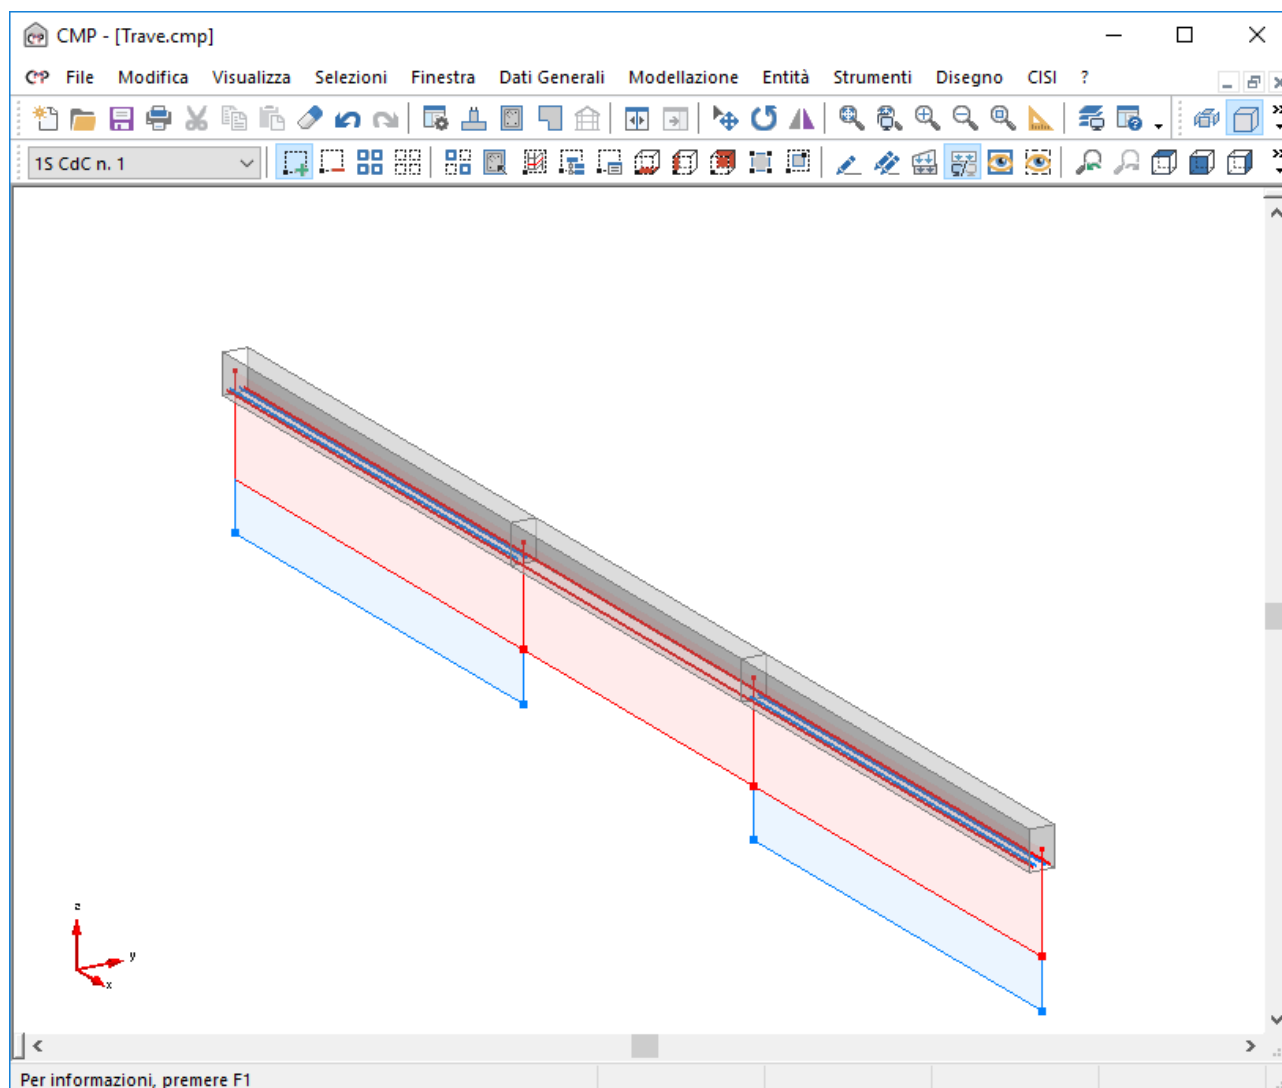 CMP - [Trave.cmp]
CMP File Modifica Visualizza Selezioni Finestra Dati Generali Modellazione Entità Strumenti Disegno CISI ?
1S CdC n. 1
z
y
x
Per informazioni, premere F1